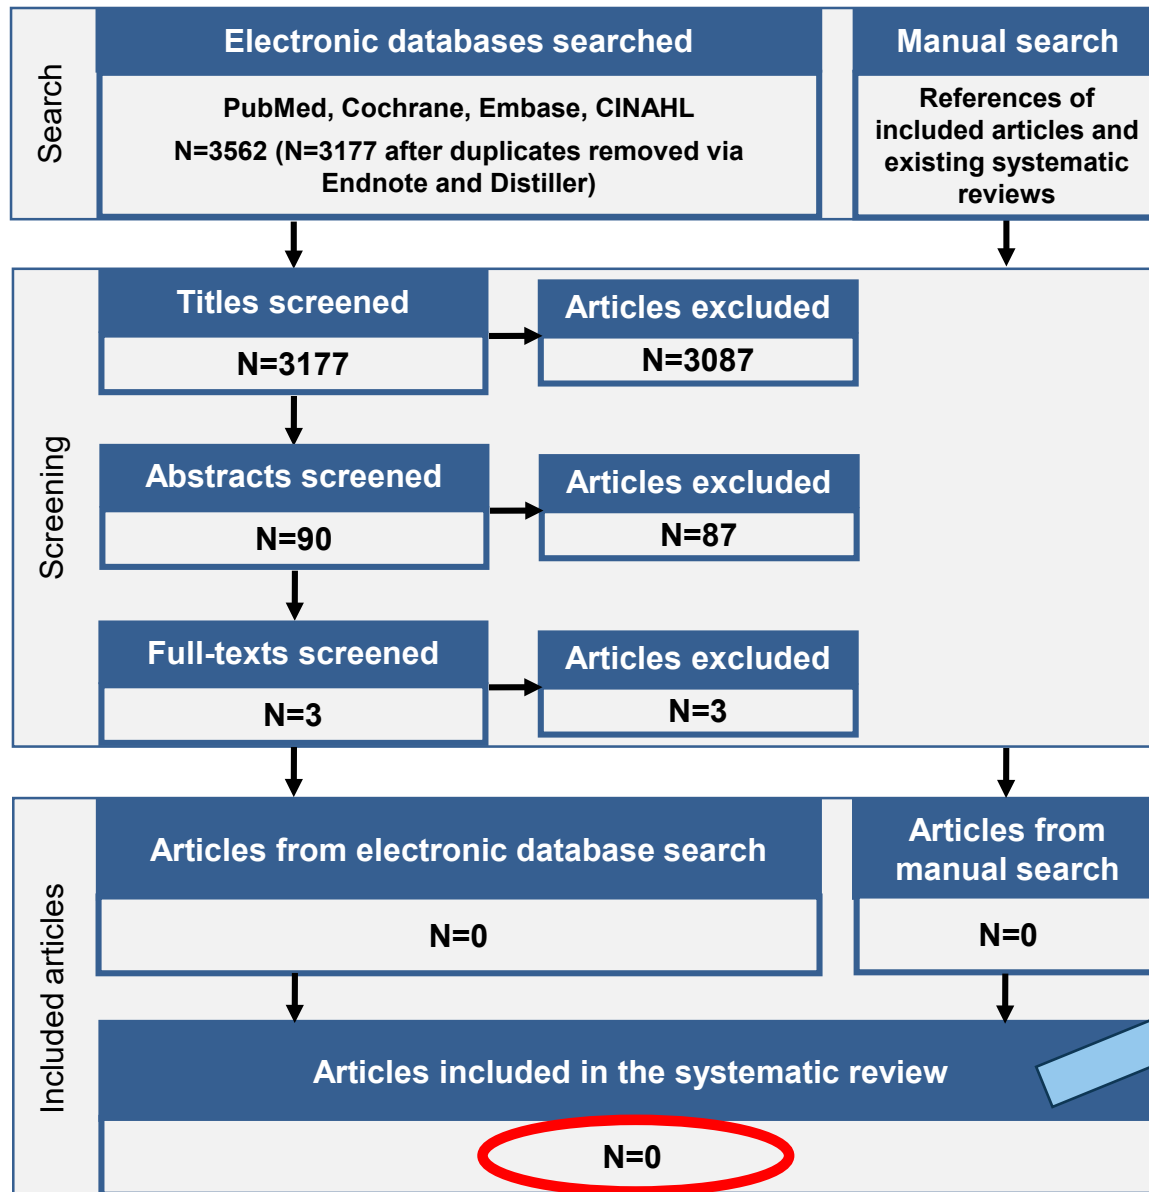 Search
Electronic databases searched
PubMed, Cochrane, Embase, CINAHL
N=3562 (N=3177 after duplicates removed via
Endnote and Distiller)
Manual search
References of
included articles and
existing systematic
reviews
Screening
Titles screened
N=3177
Articles excluded
N=3087
Abstracts screened
N=90
Articles excluded
N=87
Full-texts screened
N=3
Articles excluded
N=3
Included articles
Articles from electronic database search
N=0
Articles from
manual search
N=0
Articles included in the systematic review
N=0